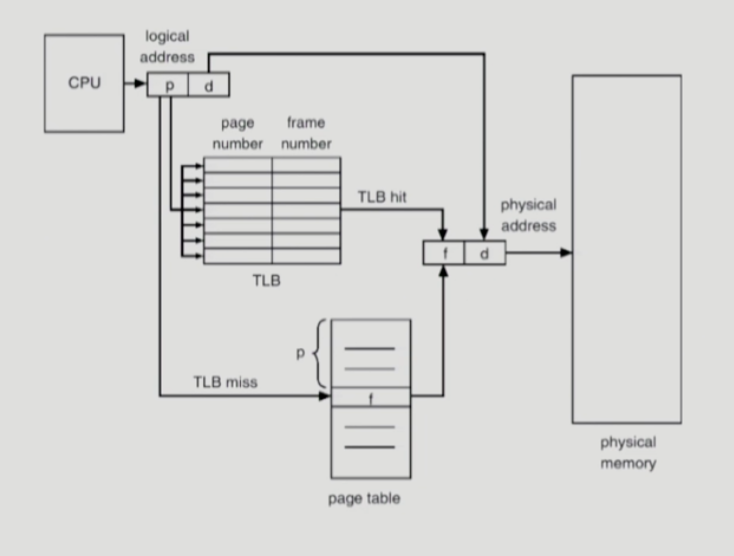 logical
address
CPU
p
d
page
number
frame
number
TLB hit
physical
address
f
d
TLB
p
TLB miss
f
page table
physical
memory